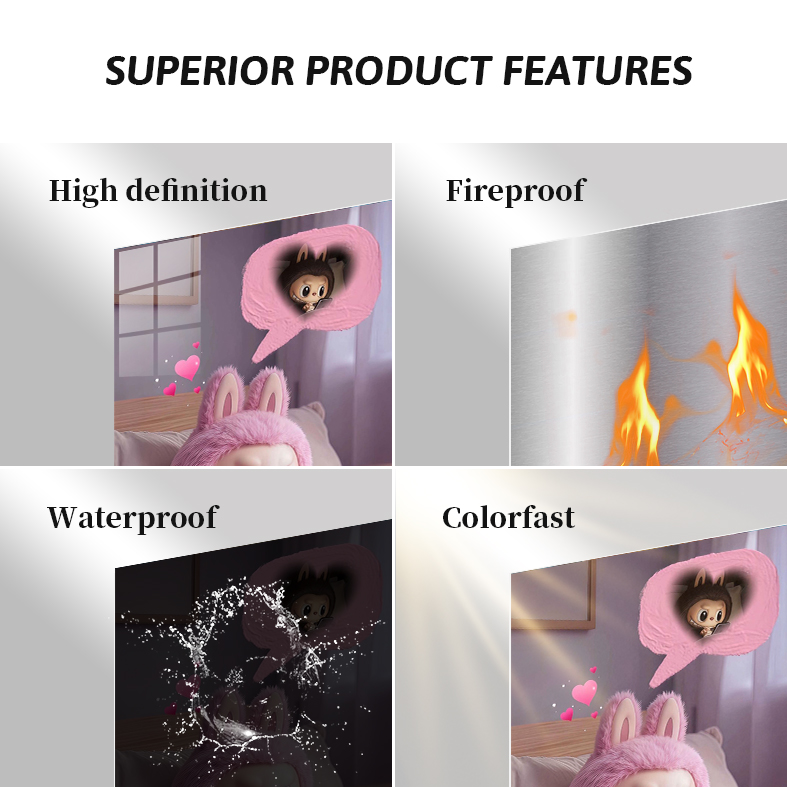 SUPERIOR PRODUCT FEATURES
High definition
Fireproof
Waterproof
Colorfast